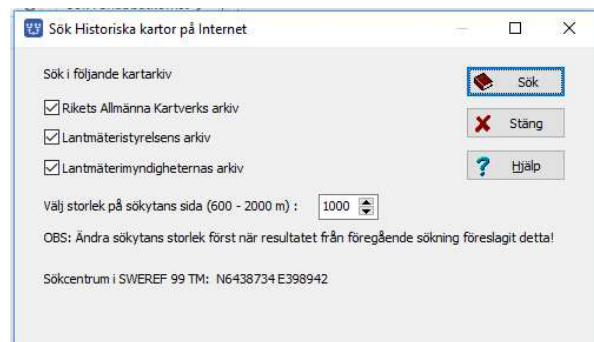 Sök Historiska kartor på Internet
Sök i följande kartarkiv
Sök
Rikets Allmänna Kartverks arkiv
Stäng
Lantmäteristyrelsens arkiv
Lantmäterimyndigheternas arkiv
Hjälp
Välj storlek på sökytans sida (600 - 2000 m) : 1000
OBS: Ändra sökytans storlek först när resultatet från föregående sökning föreslagit detta!
Sökcentrum i SWEREF 99 TM: N6438734 E398942